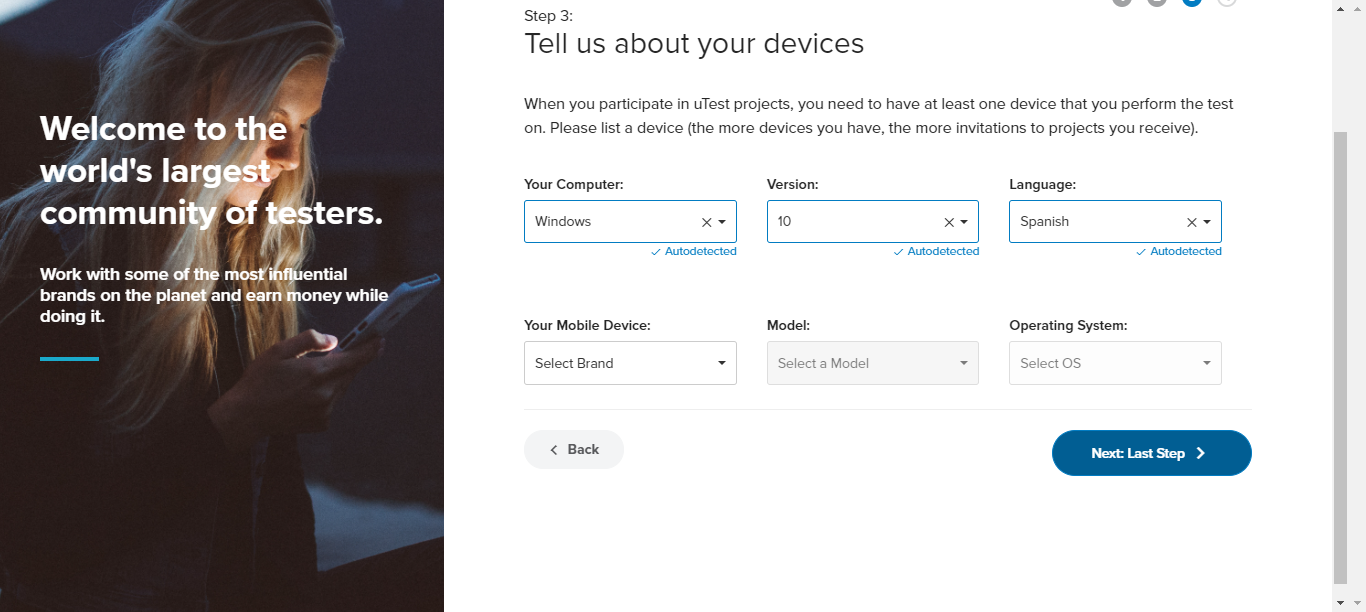 Welcome to the
world's largest
community of testers.
Work with some of the most influential
brands on the planet and earn money while
doing it.
Step 3:
Tell us about your devices
When you participate in uTest projects, you need to have at least one device that you perform the test
on. Please list a device (the more devices you have, the more invitations to projects you receive).
Your Computer: Version: Language:
Windows 10 Spanish
Autodetected Autodetected Autodetected
Your Mobile Device: Model: Operating System:
Select Brand Select a Model Select OS
Back Next: Last Step